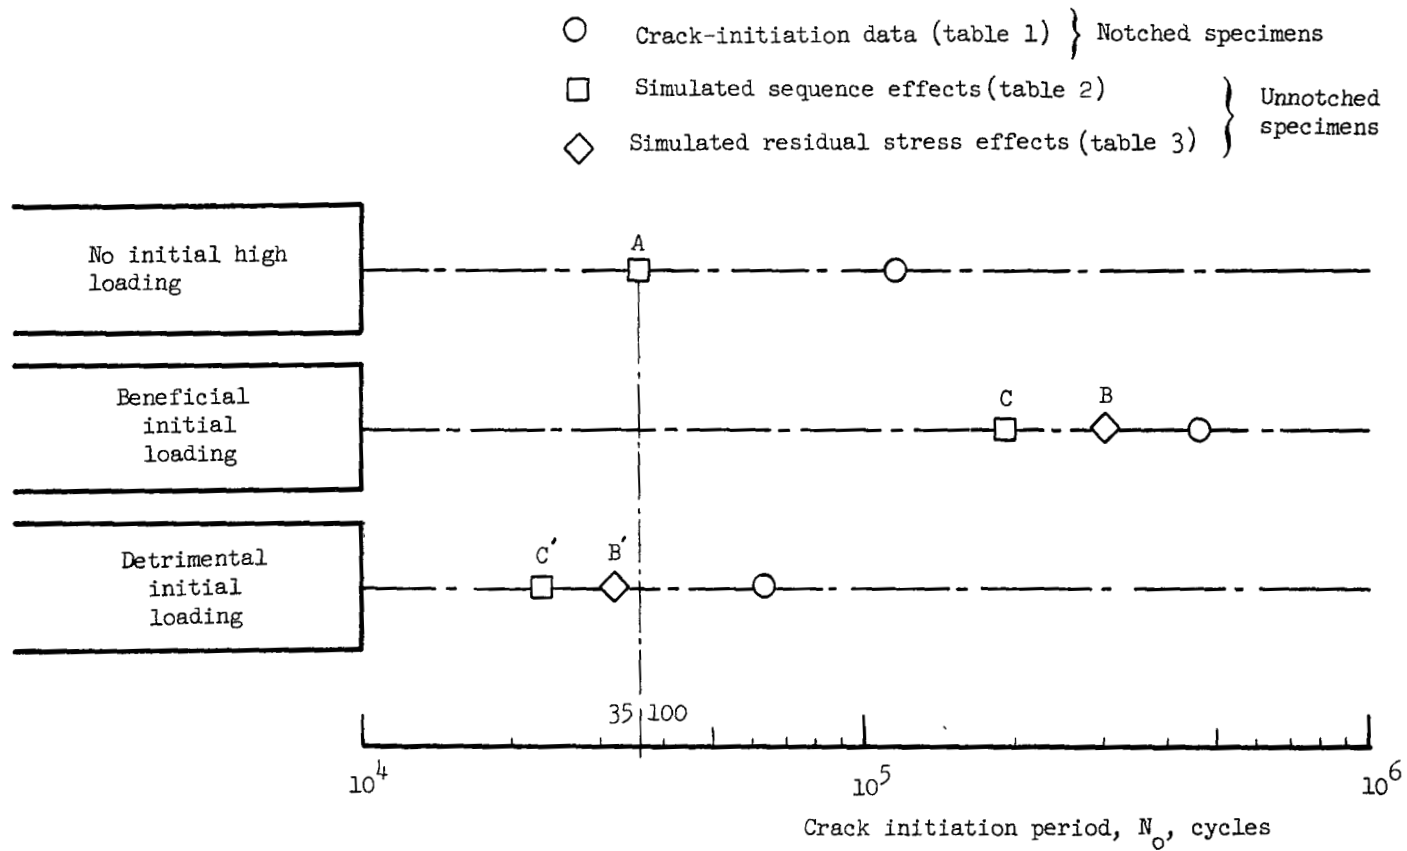 Crack-initiation data (table 1) } Notched specimens
Simulated sequence effects (table 2)
Simulated residual stress effects (table 3)
} Unnotched
specimens
No initial high
loading
A
Beneficial
initial
loading
C B
Detrimental
initial
loading
C′ B′
35 100
10⁴ 10⁵ 10⁶
Crack initiation period, Nₒ, cycles